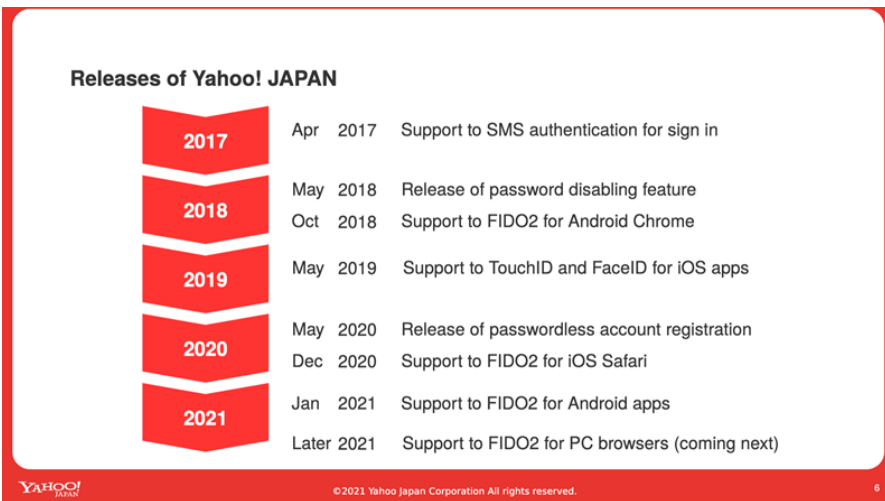 Releases of Yahoo! JAPAN
2017
Apr 2017 Support to SMS authentication for sign in
2018
May 2018 Release of password disabling feature
Oct 2018 Support to FIDO2 for Android Chrome
2019
May 2019 Support to TouchID and FaceID for iOS apps
2020
May 2020 Release of passwordless account registration
Dec 2020 Support to FIDO2 for iOS Safari
2021
Jan 2021 Support to FIDO2 for Android apps
Later 2021 Support to FIDO2 for PC browsers (coming next)
YAHOO!
JAPAN
©2021 Yahoo Japan Corporation All rights reserved.
6